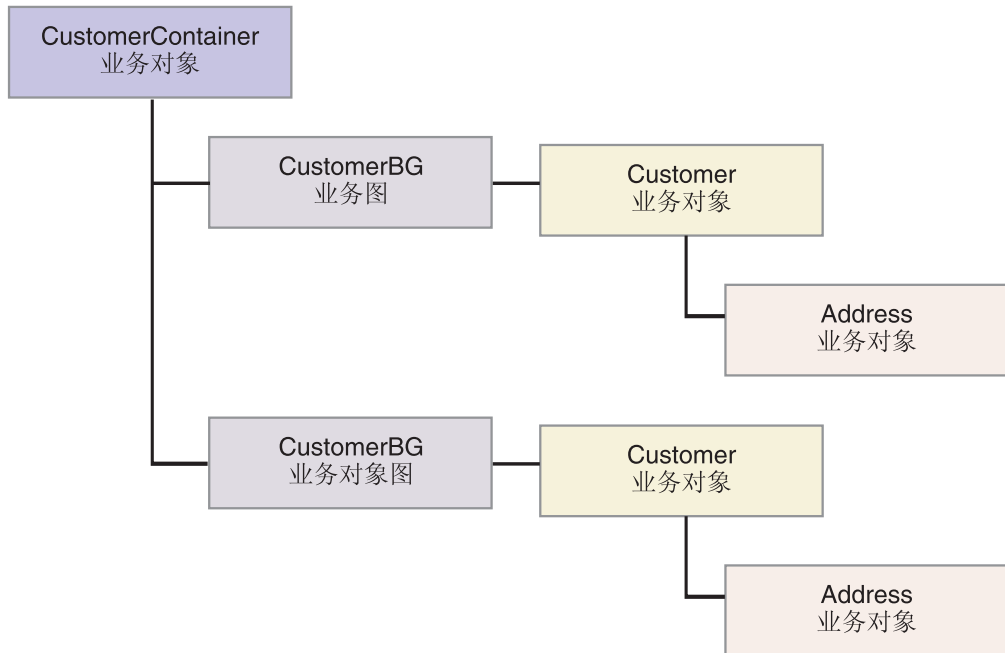 CustomerContainer
业务对象
CustomerBG
业务图
Customer
业务对象
Address
业务对象
CustomerBG
业务对象图
Customer
业务对象
Address
业务对象